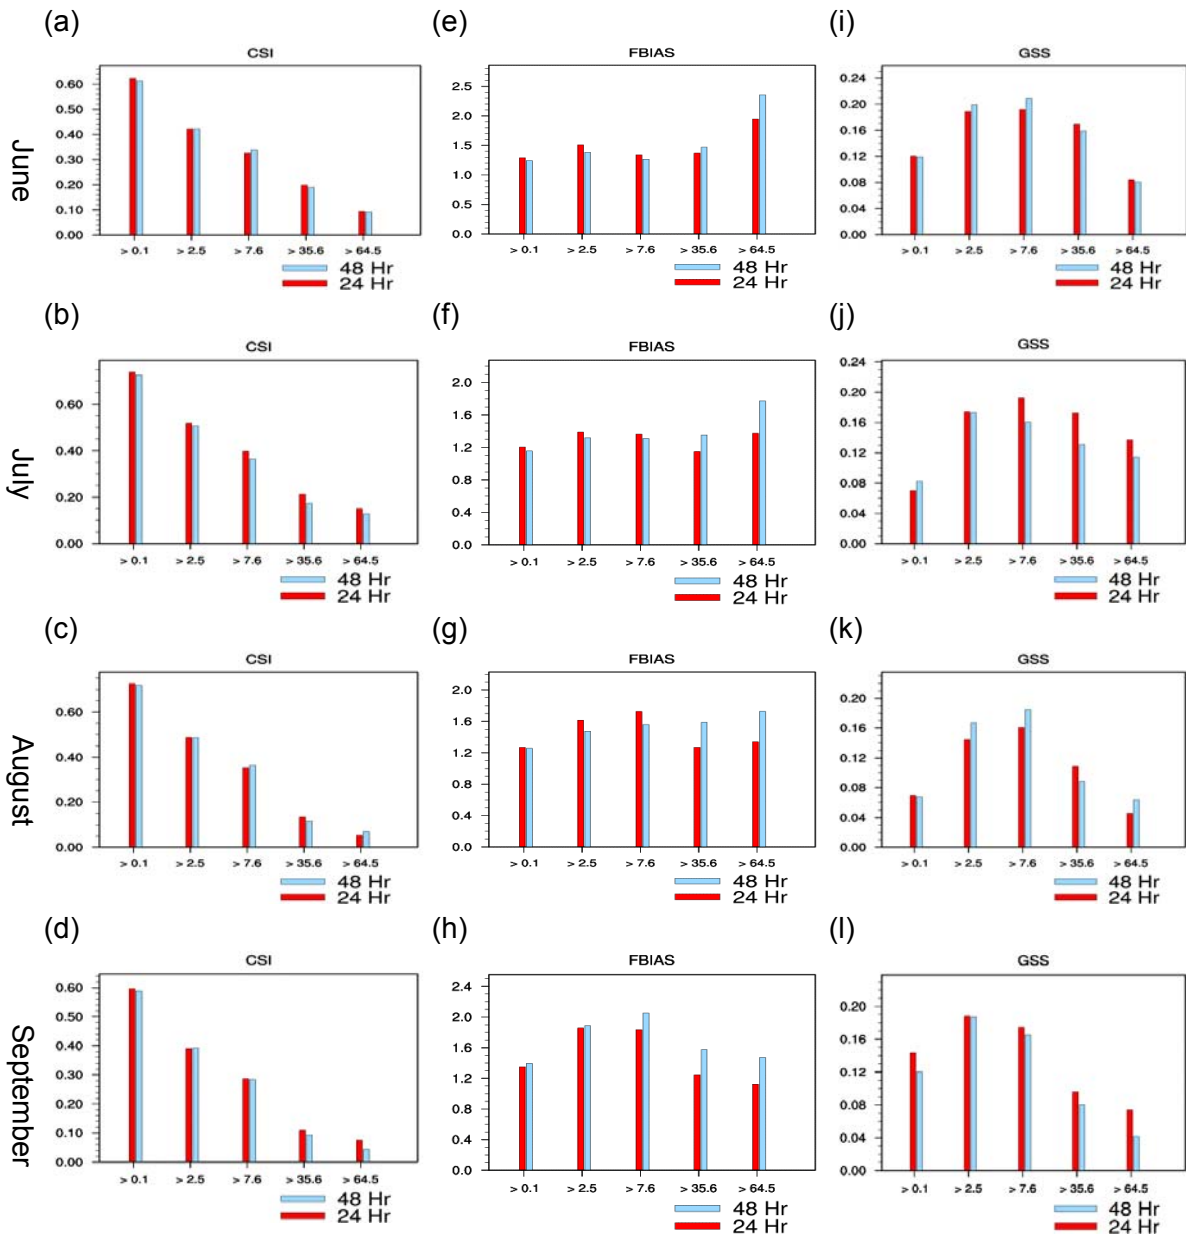 (a) (e) (i)
CSI FBIAS GSS
June
0.60 0.50 0.40 0.30 0.20 0.10 0.00
2.5 2.0 1.5 1.0 0.5 0.0
0.24 0.20 0.16 0.12 0.08 0.04 0.00
> 0.1 > 2.5 > 7.6 > 35.6 > 64.5 > 0.1 > 2.5 > 7.6 > 35.6 > 64.5 > 0.1 > 2.5 > 7.6 > 35.6 > 64.5
48 Hr 48 Hr 48 Hr
24 Hr 24 Hr 24 Hr
(b) (f) (j)
CSI FBIAS GSS
July
0.60 0.40 0.20 0.00
2.0 1.6 1.2 0.8 0.4 0.0
0.24 0.20 0.16 0.12 0.08 0.04 0.00
> 0.1 > 2.5 > 7.6 > 35.6 > 64.5 > 0.1 > 2.5 > 7.6 > 35.6 > 64.5 > 0.1 > 2.5 > 7.6 > 35.6 > 64.5
48 Hr 48 Hr 48 Hr
24 Hr 24 Hr 24 Hr
(c) (g) (k)
CSI FBIAS GSS
August
0.60 0.40 0.20 0.00
2.0 1.6 1.2 0.8 0.4 0.0
0.20 0.16 0.12 0.08 0.04 0.00
> 0.1 > 2.5 > 7.6 > 35.6 > 64.5 > 0.1 > 2.5 > 7.6 > 35.6 > 64.5 > 0.1 > 2.5 > 7.6 > 35.6 > 64.5
48 Hr 48 Hr 48 Hr
24 Hr 24 Hr 24 Hr
(d) (h) (l)
CSI FBIAS GSS
September
0.60 0.50 0.40 0.30 0.20 0.10 0.00
2.4 2.0 1.6 1.2 0.8 0.4 0.0
0.20 0.16 0.12 0.08 0.04 0.00
> 0.1 > 2.5 > 7.6 > 35.6 > 64.5 > 0.1 > 2.5 > 7.6 > 35.6 > 64.5 > 0.1 > 2.5 > 7.6 > 35.6 > 64.5
48 Hr 48 Hr 48 Hr
24 Hr 24 Hr 24 Hr